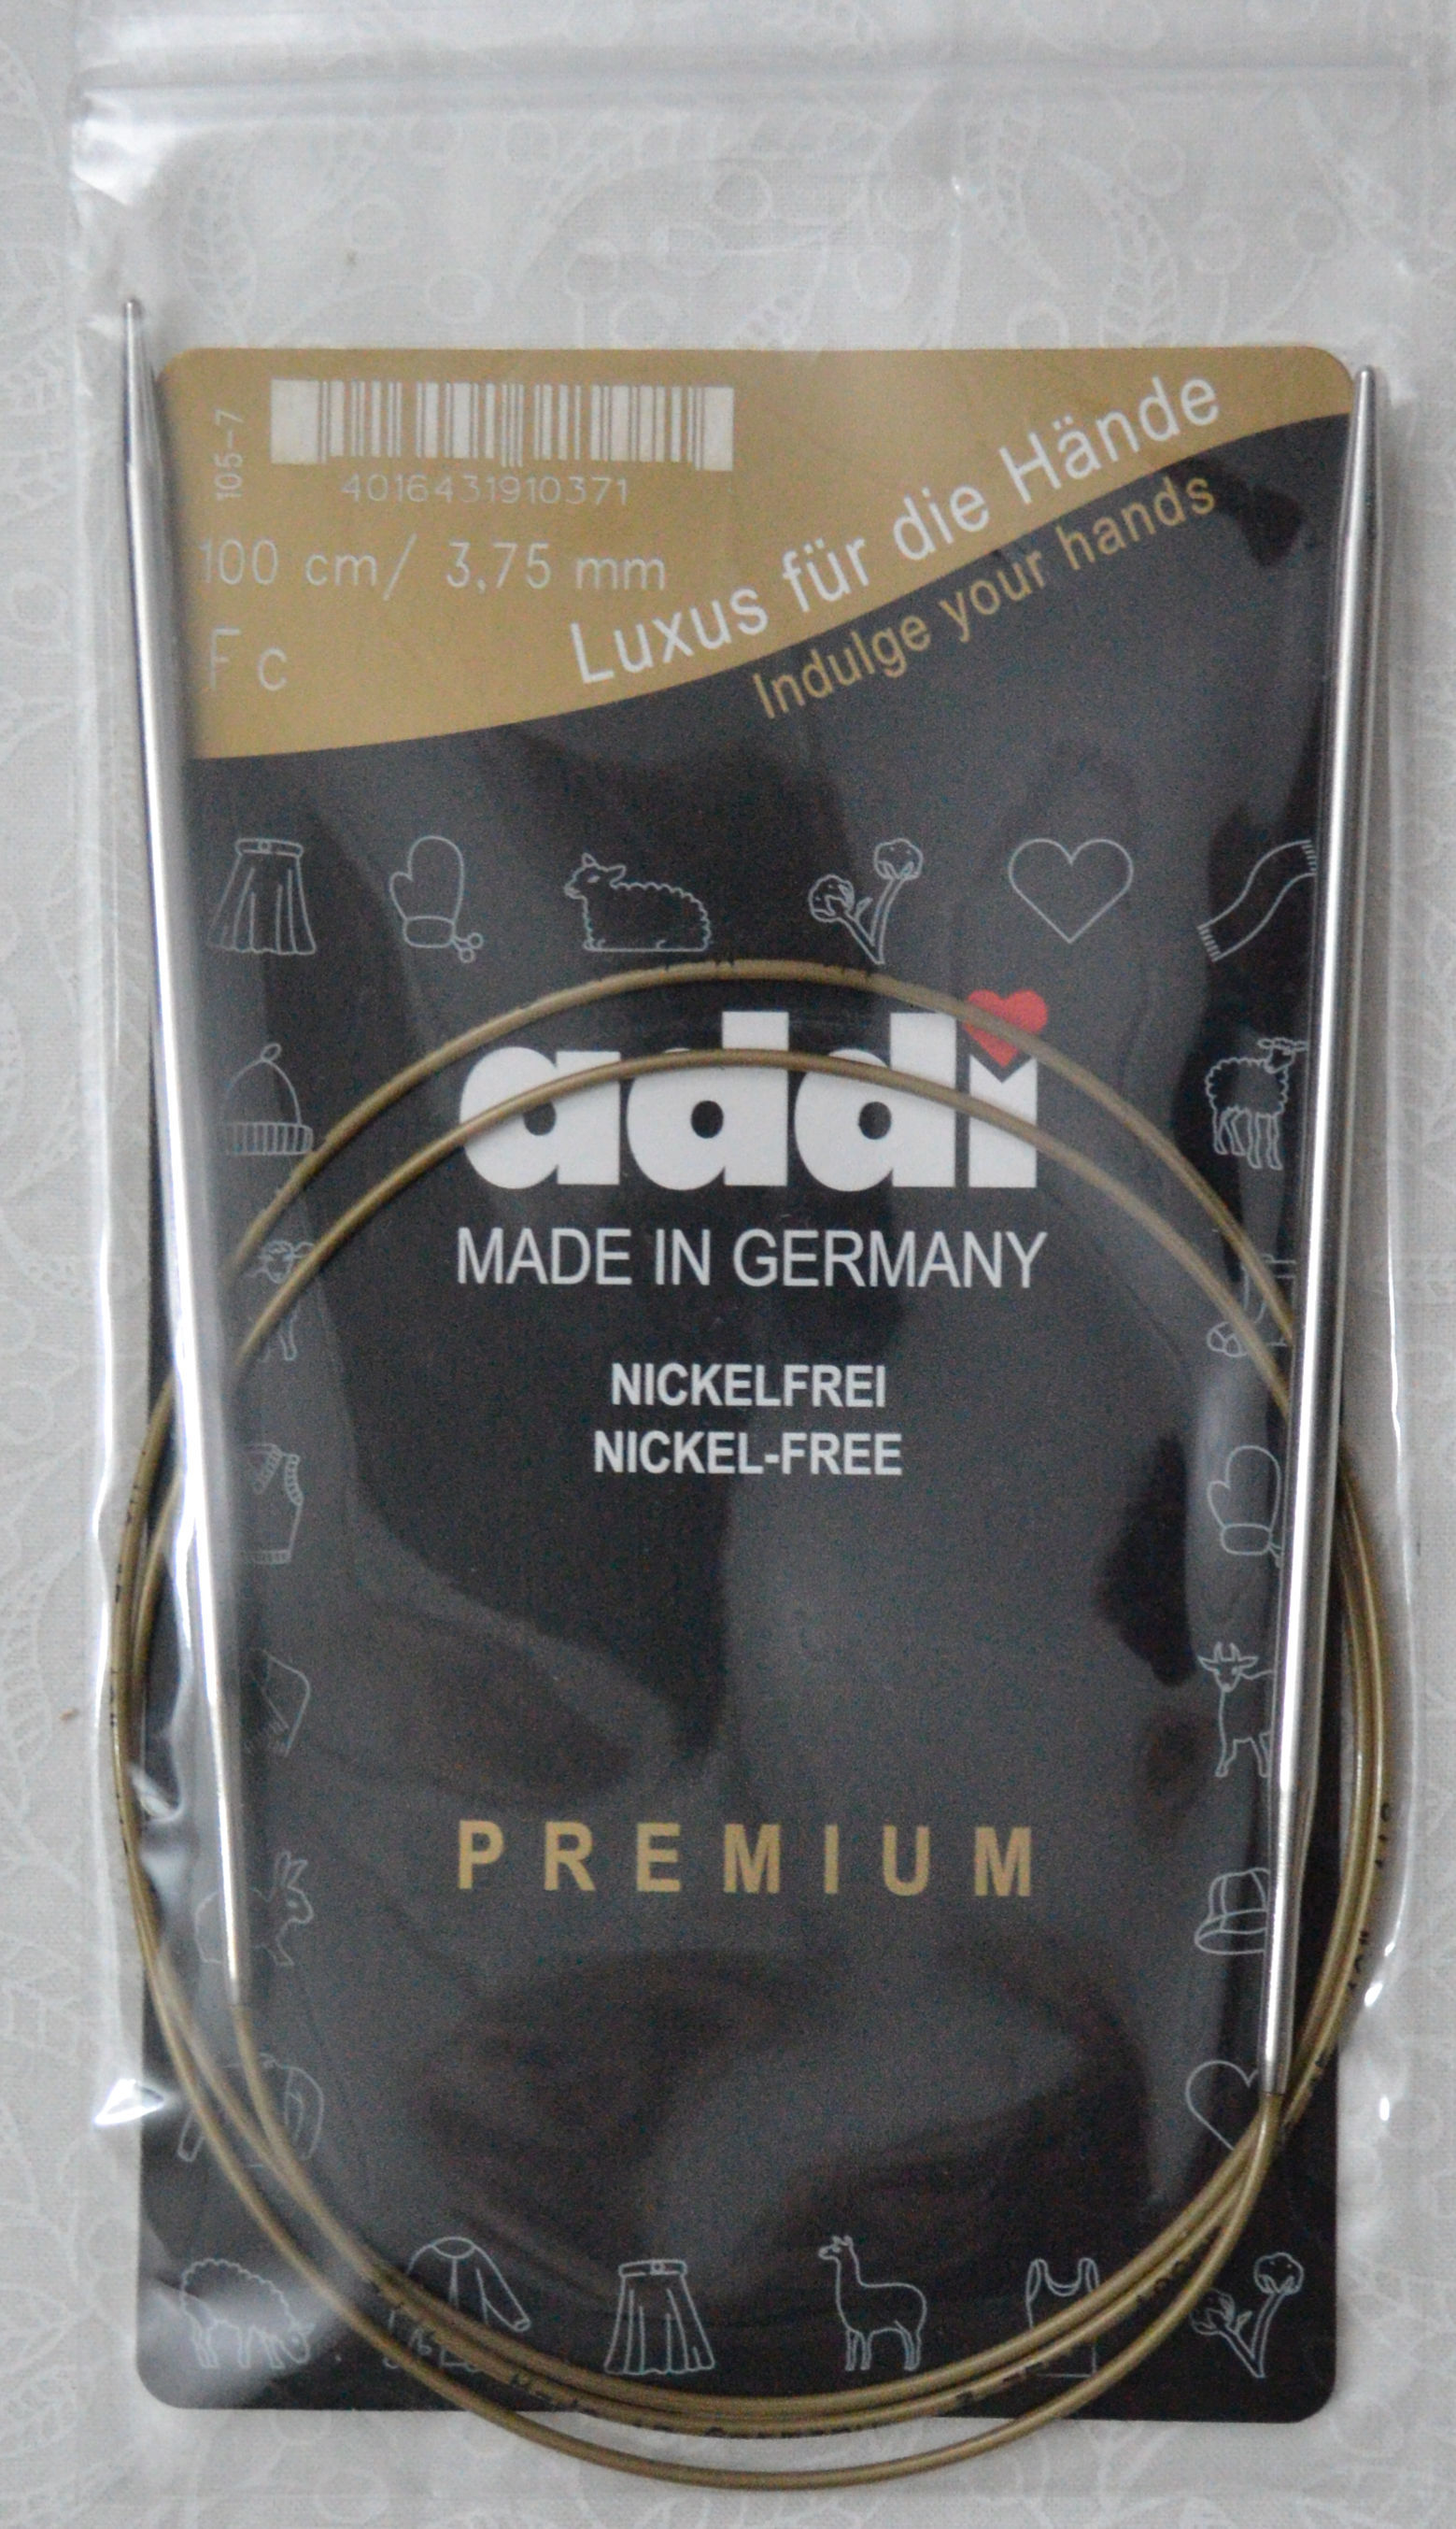 105-7
4016431910371
100 cm/ 3,75 mm
F c
Luxus für die Hände
Indulge your hands
addi
MADE IN GERMANY
NICKELFREI
NICKEL-FREE
PREMIUM